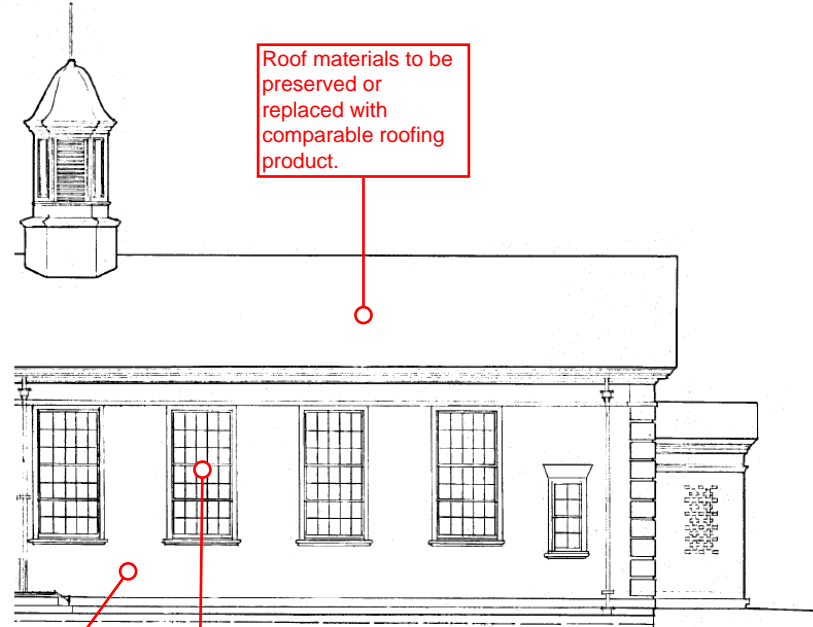 Roof materials to be
preserved or
replaced with
comparable roofing
product.